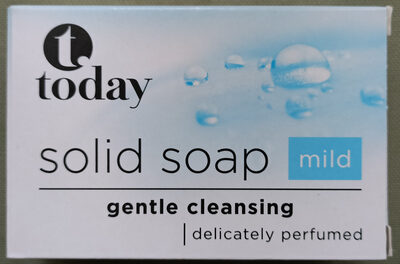 t.
today
solid soap mild
gentle cleansing
delicately perfumed